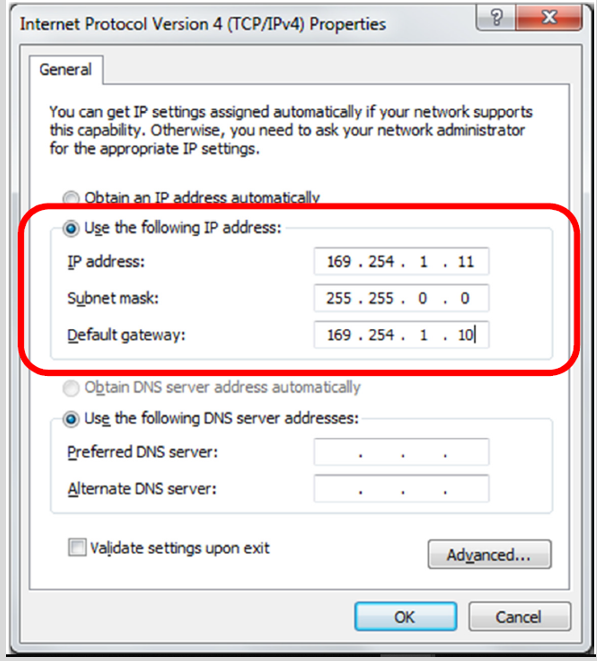 Internet Protocol Version 4 (TCP/IPv4) Properties
General
You can get IP settings assigned automatically if your network supports
this capability. Otherwise, you need to ask your network administrator
for the appropriate IP settings.
Obtain an IP address automatically
Use the following IP address:
IP address: 169 . 254 . 1 . 11
Subnet mask: 255 . 255 . 0 . 0
Default gateway: 169 . 254 . 1 . 10
Obtain DNS server address automatically
Use the following DNS server addresses:
Preferred DNS server: . . .
Alternate DNS server: . . .
Validate settings upon exit
Advanced...
OK Cancel